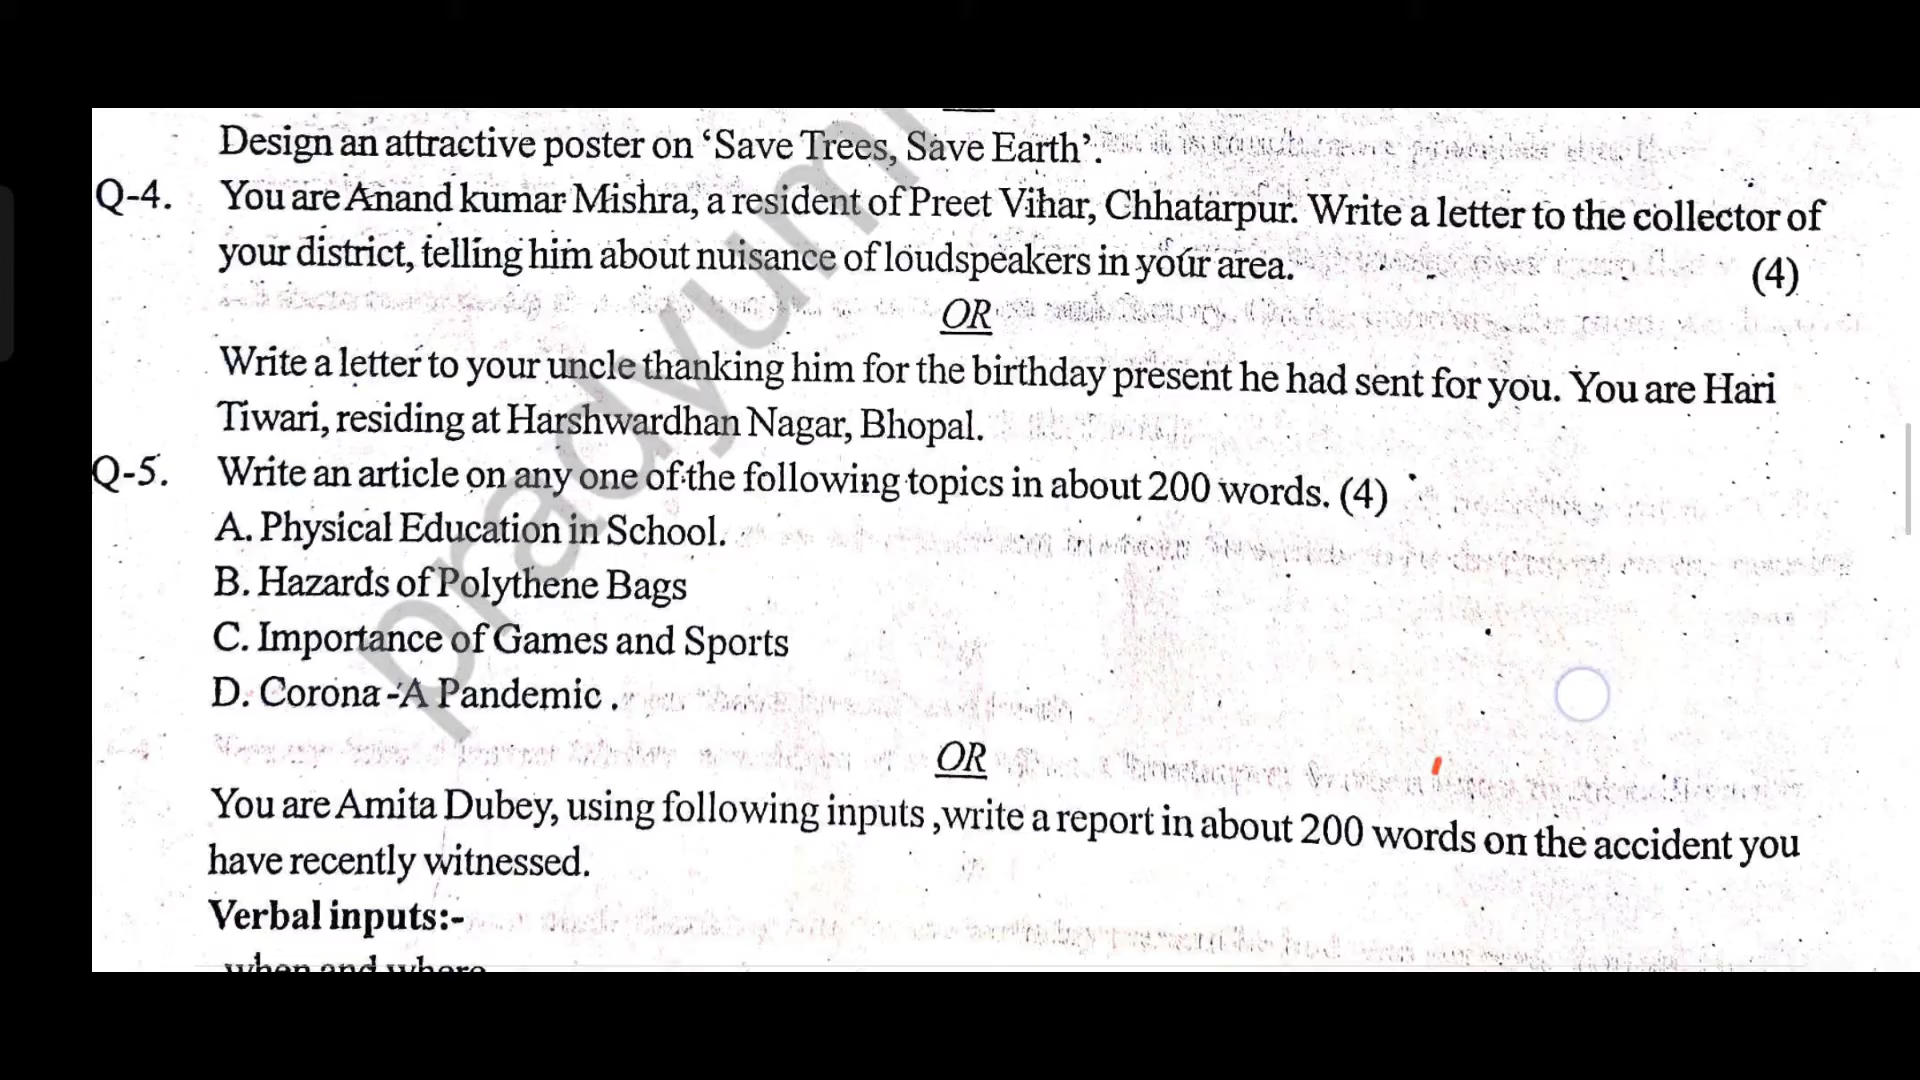 Design an attractive poster on ‘Save Trees, Save Earth’.
Q-4. You are Anand kumar Mishra, a resident of Preet Vihar, Chhatarpur. Write a letter to the collector of
your district, telling him about nuisance of loudspeakers in your area. (4)
OR
Write a letter to your uncle thanking him for the birthday present he had sent for you. You are Hari
Tiwari, residing at Harshwardhan Nagar, Bhopal.
Q-5. Write an article on any one of the following topics in about 200 words. (4)
A. Physical Education in School.
B. Hazards of Polythene Bags
C. Importance of Games and Sports
D. Corona -A Pandemic .
OR
You are Amita Dubey, using following inputs ,write a report in about 200 words on the accident you
have recently witnessed.
Verbal inputs:-
when and where
pradyum